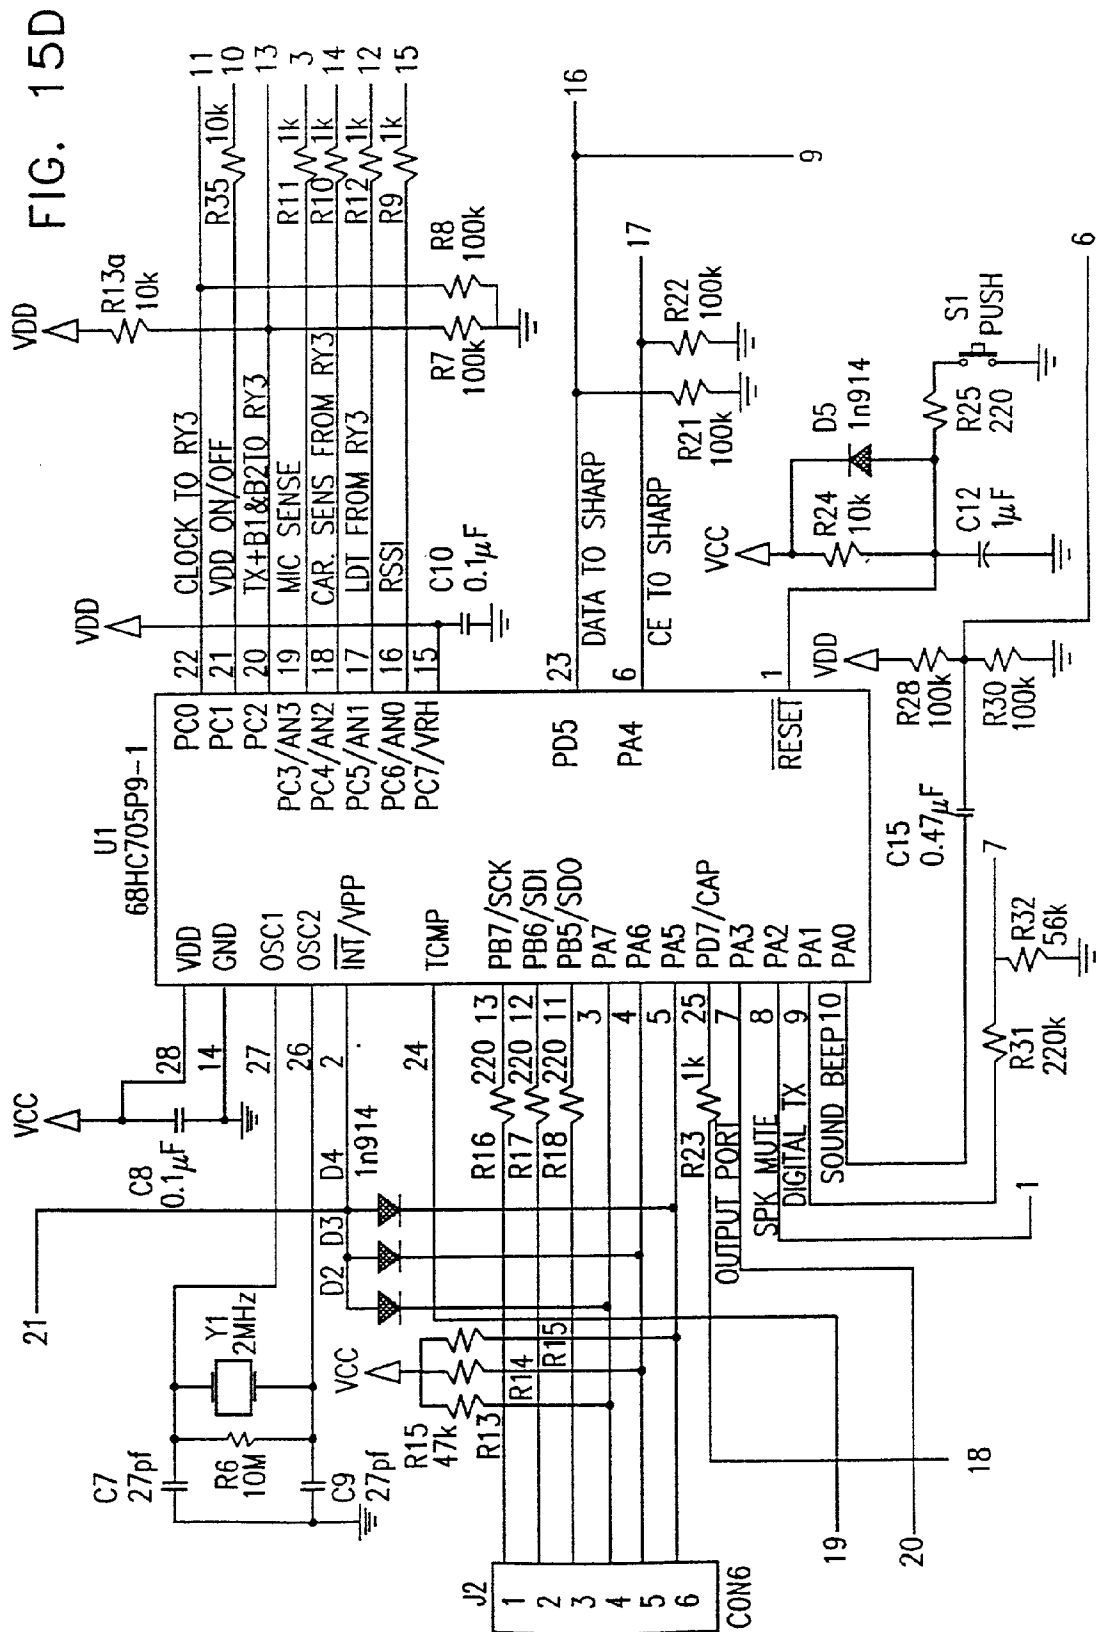 FIG. 15D
21
VCC
C8
0.1μF
28
14
27
26
2
24
VDD
GND
OSC1
OSC2
INT/VPP
TCMP
U1
68HC705P9-1
C7
27pf
R6
10M
Y1
2MHz
C9
27pf
D2
D3
D4
1n914
VCC
R15
47k
R13
R14
R15
J2
1
2
3
4
5
6
CON6
R16
220
13
PB7/SCK
R17
220
12
PB6/SDI
R18
220
11
PB5/SDO
3
PA7
4
PA6
5
PA5
R23
1k
25
PD7/CAP
OUTPUT PORT
7
PA3
SPK MUTE
8
PA2
DIGITAL TX
9
PA1
SOUND BEEP
10
PA0
18
19
20
1
R31
220k
R32
56k
7
C15
0.47μF
VDD
R28
100k
R30
100k
6
PC0
22
CLOCK TO RY3
11
PC1
21
VDD ON/OFF
R35
10k
10
PC2
20
TX+B1&B2TO RY3
13
PC3/AN3
19
MIC SENSE
R11
1k
3
PC4/AN2
18
CAR. SENS FROM RY3
R10
1k
14
PC5/AN1
17
LDT FROM RY3
R12
1k
12
PC6/AN0
16
RSSI
R9
1k
15
PC7/VRH
15
VDD
C10
0.1μF
VDD
R13a
10k
R7
100k
R8
100k
PD5
23
DATA TO SHARP
16
9
PA4
6
CE TO SHARP
17
R21
100k
R22
100k
RESET
1
VCC
R24
10k
D5
1n914
C12
1μF
R25
220
S1
PUSH